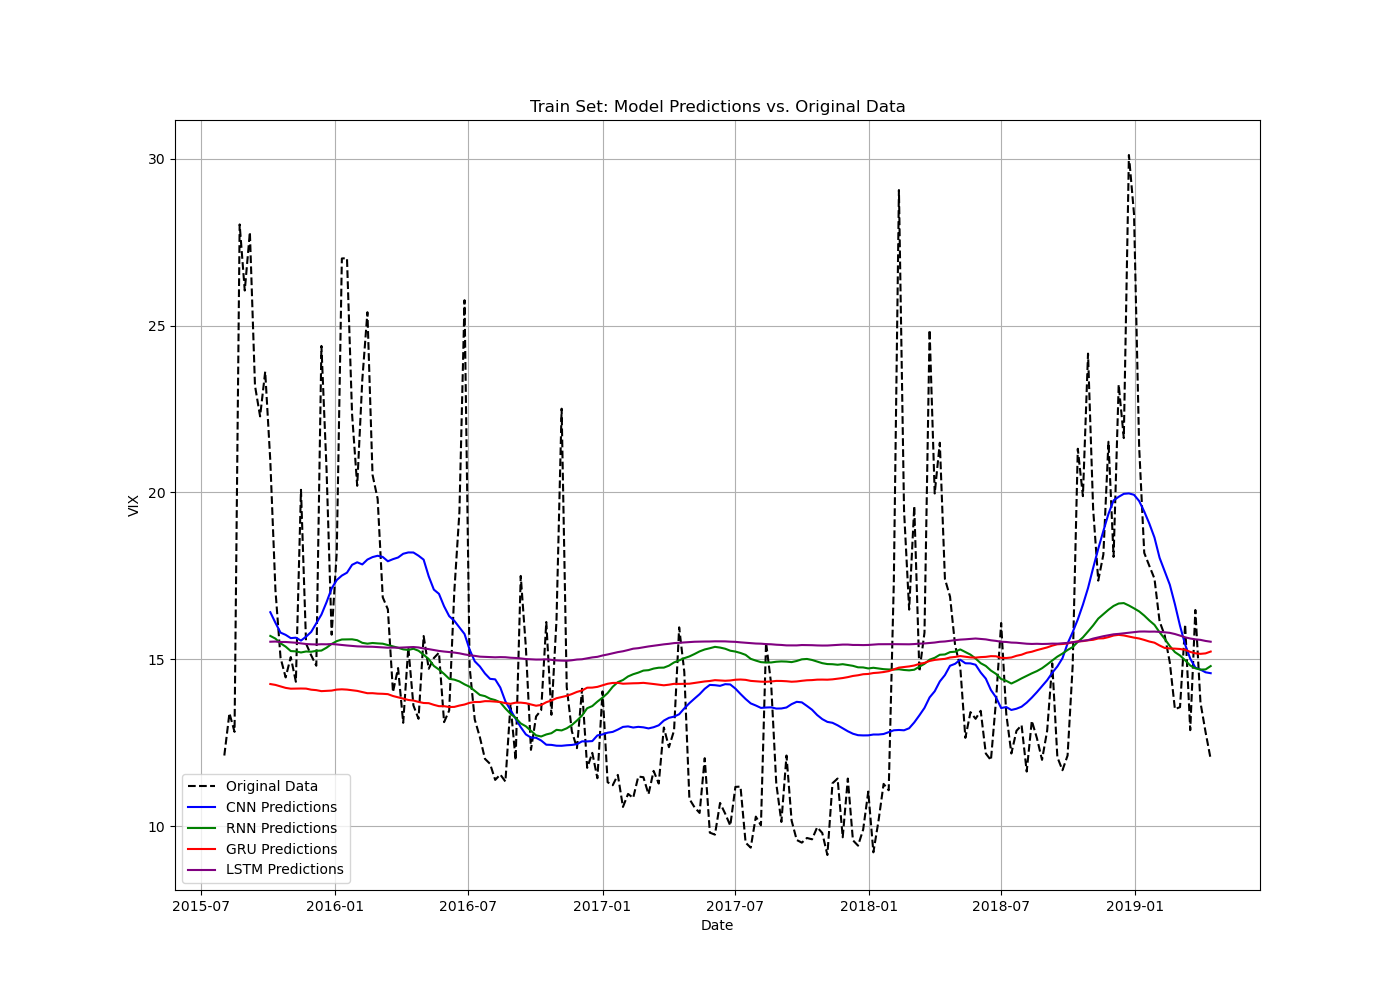 Train Set: Model Predictions vs. Original Data
30
25
20
15
10
VIX
Original Data
CNN Predictions
RNN Predictions
GRU Predictions
LSTM Predictions
2015-07 2016-01 2016-07 2017-01 2017-07 2018-01 2018-07 2019-01
Date